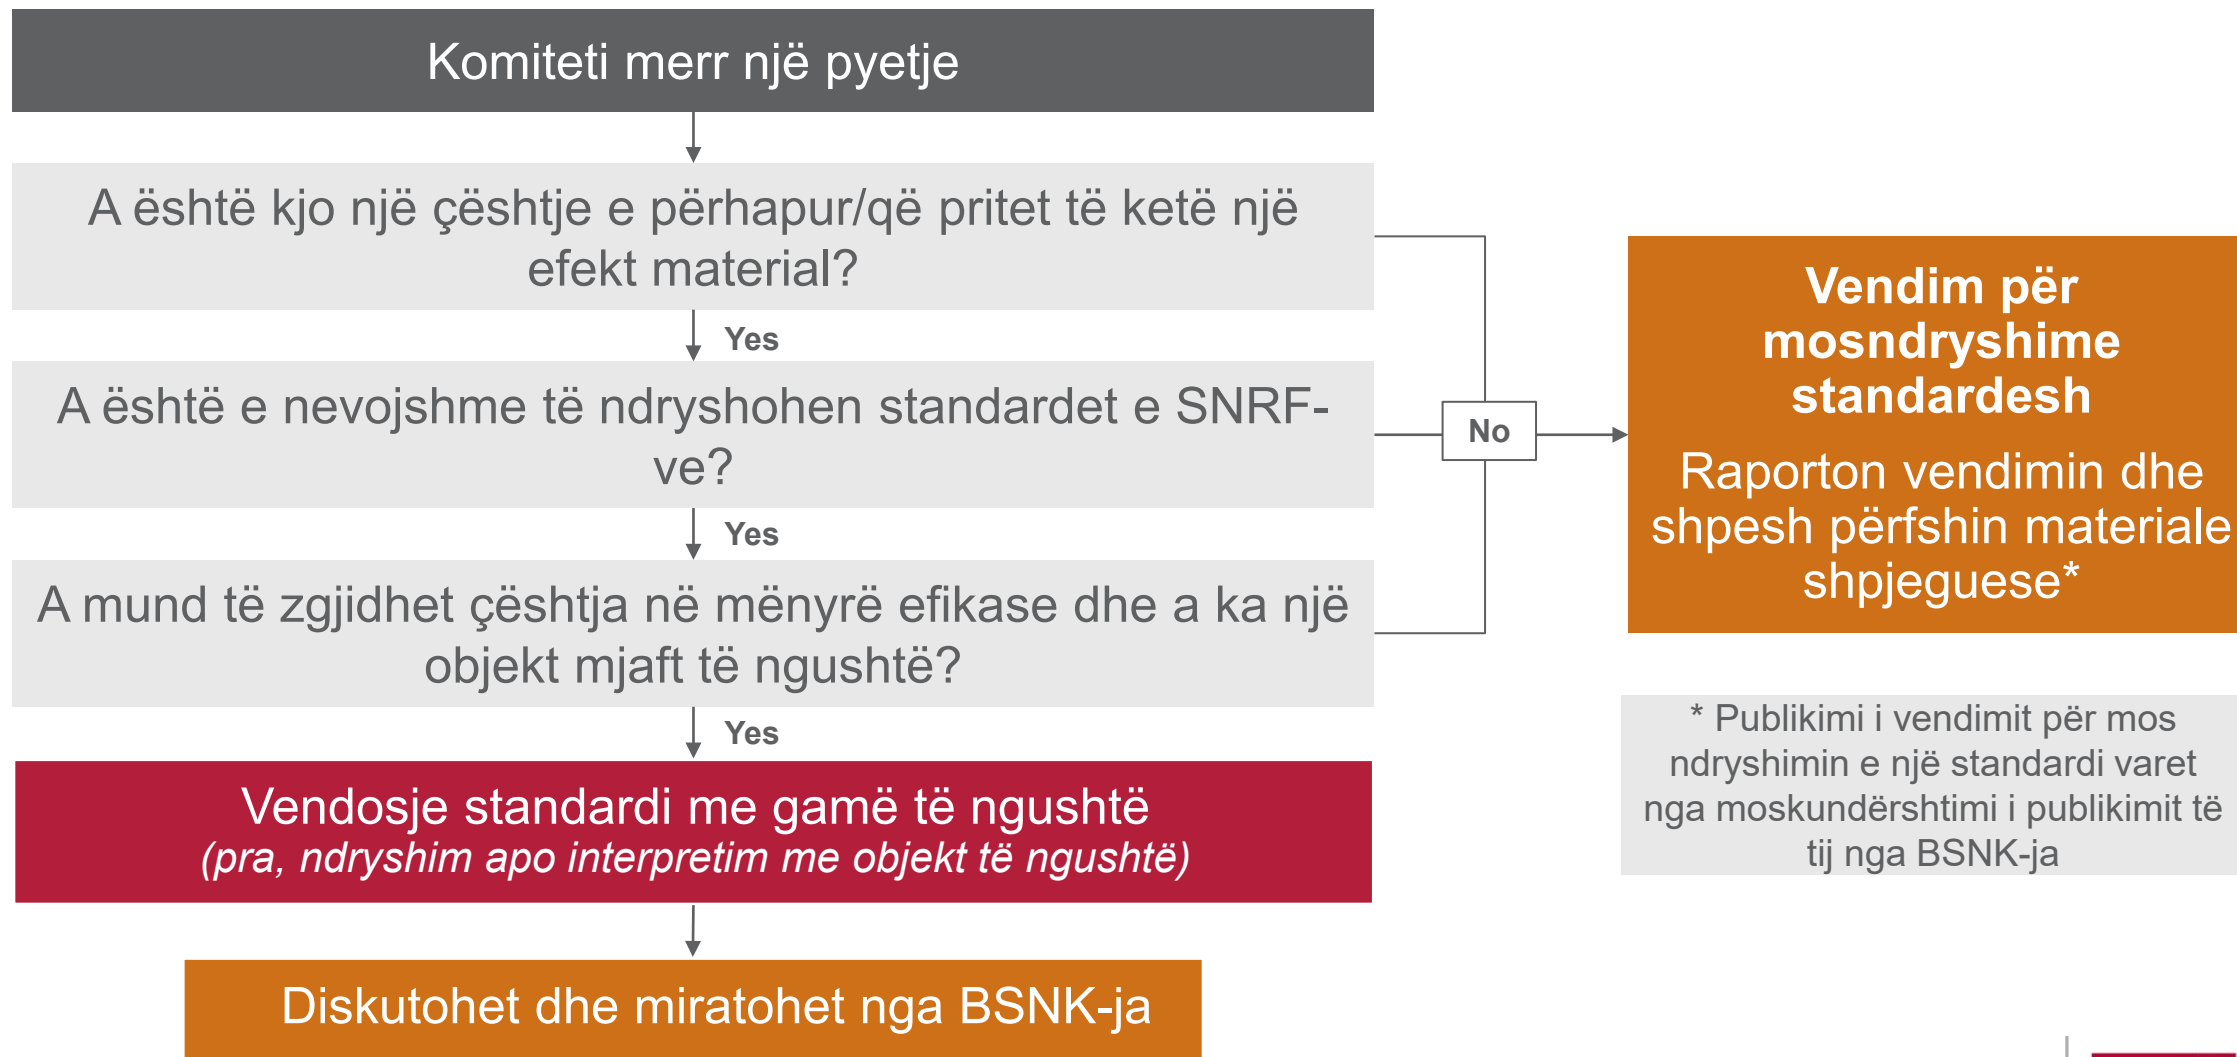 Komiteti merr një pyetje
A është kjo një çështje e përhapur/që pritet të ketë një
efekt material?
Yes
A është e nevojshme të ndryshohen standardet e SNRF-
ve?
Yes
A mund të zgjidhet çështja në mënyrë efikase dhe a ka një
objekt mjaft të ngushtë?
Yes
Vendosje standardi me gamë të ngushtë
(pra, ndryshim apo interpretim me objekt të ngushtë)
Diskutohet dhe miratohet nga BSNK-ja
No
Vendim për
mosndryshime
standardesh
Raporton vendimin dhe
shpesh përfshin materiale
shpjeguese*
* Publikimi i vendimit për mos
ndryshimin e një standardi varet
nga moskundërshtimi i publikimit të
tij nga BSNK-ja